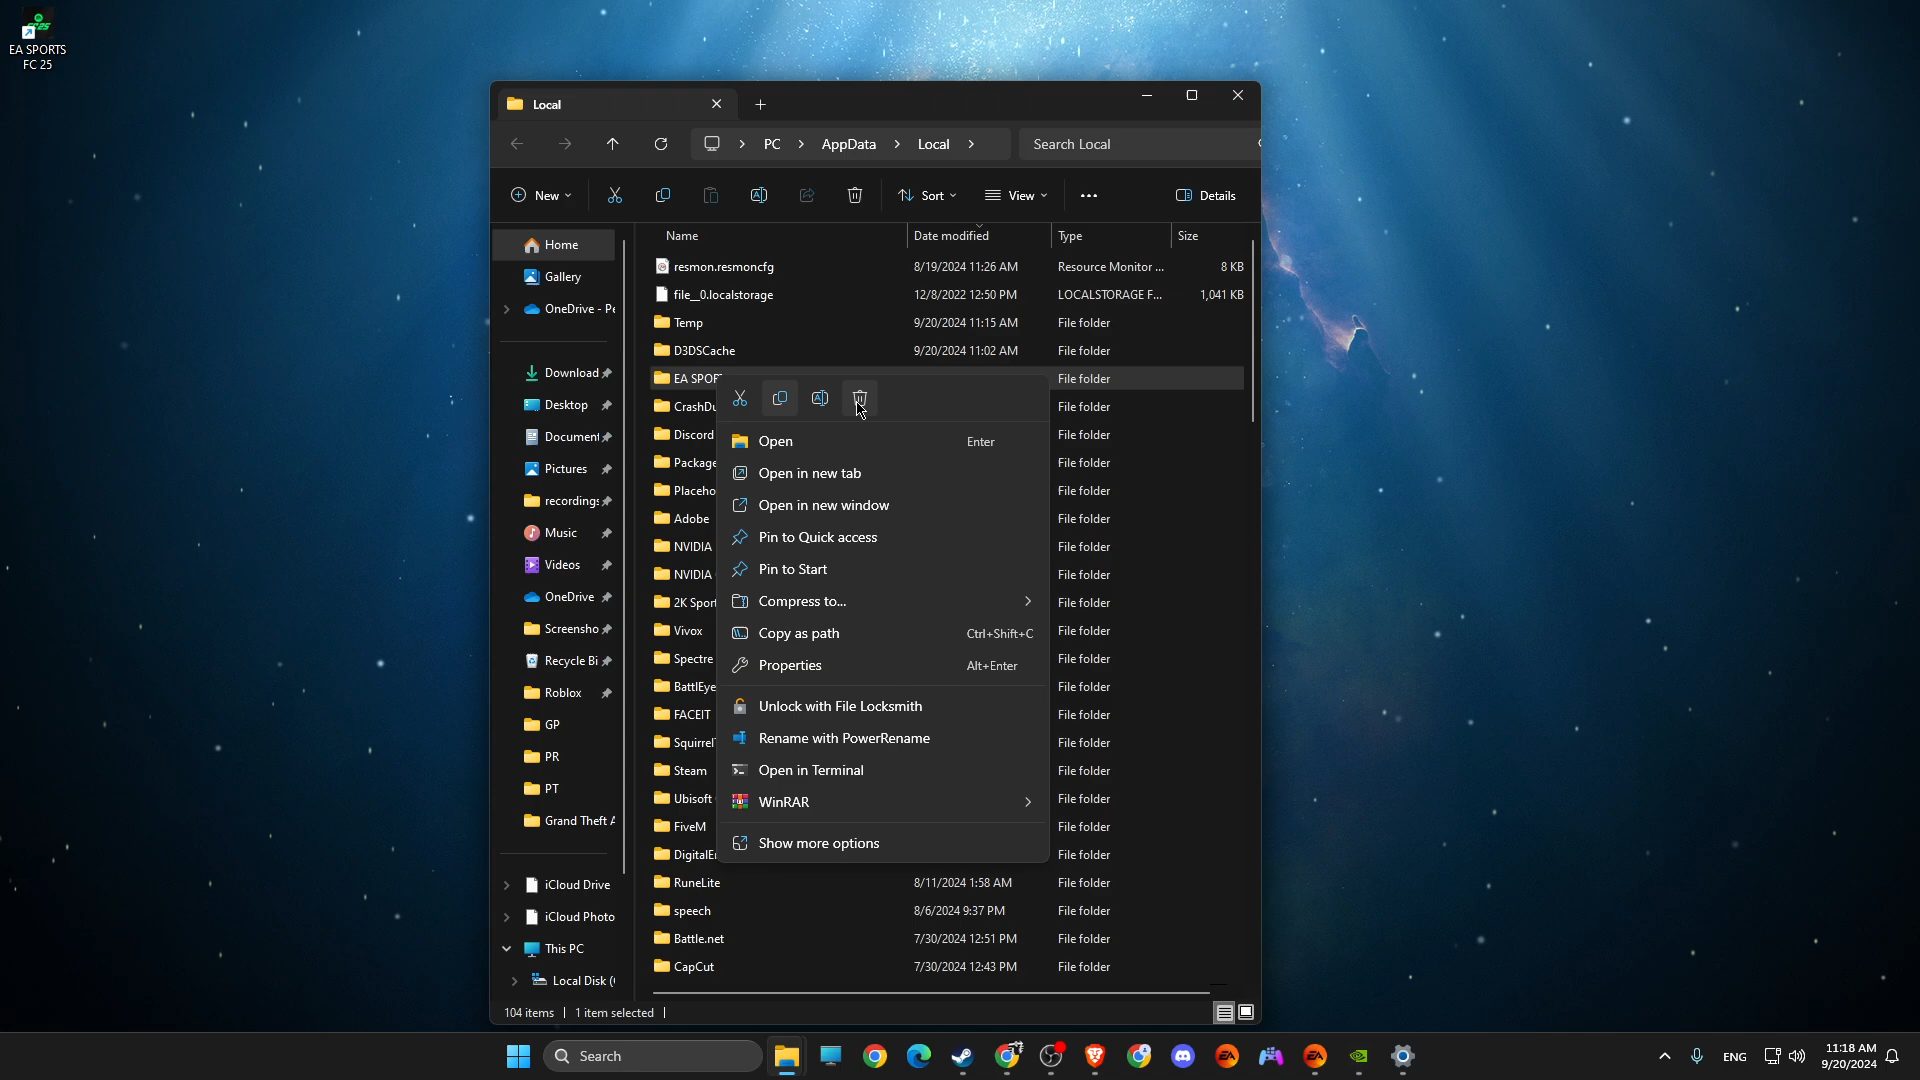 EA SPORTS
FC 25
Local
PC
AppData
Local
Search Local
New
Sort
View
Details
Name
Date modified
Type
Size
Home
Gallery
OneDrive - Pe
Download
Desktop
Document
Pictures
recordings
Music
Videos
OneDrive
Screensho
Recycle Bi
Roblox
GP
PR
PT
Grand Theft A
iCloud Drive
iCloud Photo
This PC
Local Disk (
resmon.resmoncfg 8/19/2024 11:26 AM Resource Monitor ... 8 KB
file__0.localstorage 12/8/2022 12:50 PM LOCALSTORAGE F... 1,041 KB
Temp 9/20/2024 11:15 AM File folder
D3DSCache 9/20/2024 11:02 AM File folder
EA SPOR File folder
CrashDu File folder
Discord File folder
Package File folder
Placeho File folder
Adobe File folder
NVIDIA File folder
NVIDIA File folder
2K Sport File folder
Vivox File folder
Spectre File folder
BattlEye File folder
FACEIT File folder
Squirrel File folder
Steam File folder
Ubisoft File folder
FiveM File folder
DigitalE File folder
RuneLite 8/11/2024 1:58 AM File folder
speech 8/6/2024 9:37 PM File folder
Battle.net 7/30/2024 12:51 PM File folder
CapCut 7/30/2024 12:43 PM File folder
Open Enter
Open in new tab
Open in new window
Pin to Quick access
Pin to Start
Compress to...
Copy as path Ctrl+Shift+C
Properties Alt+Enter
Unlock with File Locksmith
Rename with PowerRename
Open in Terminal
WinRAR
Show more options
104 items
1 item selected
Search
ENG
11:18 AM
9/20/2024